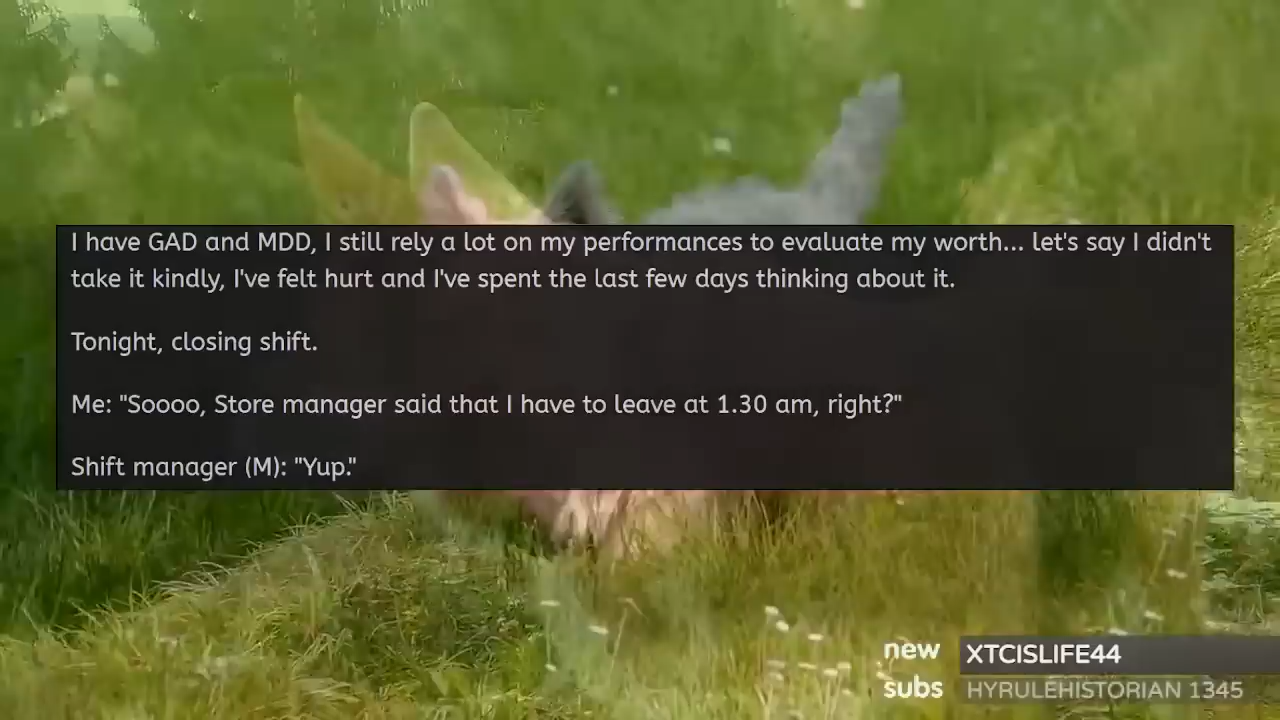 I have GAD and MDD, I still rely a lot on my performances to evaluate my worth... let's say I didn't
take it kindly, I've felt hurt and I've spent the last few days thinking about it.
Tonight, closing shift.
Me: "Soooo, Store manager said that I have to leave at 1.30 am, right?"
Shift manager (M): "Yup."
new
XTCISLIFE44
subs
HYRULEHISTORIAN 1345